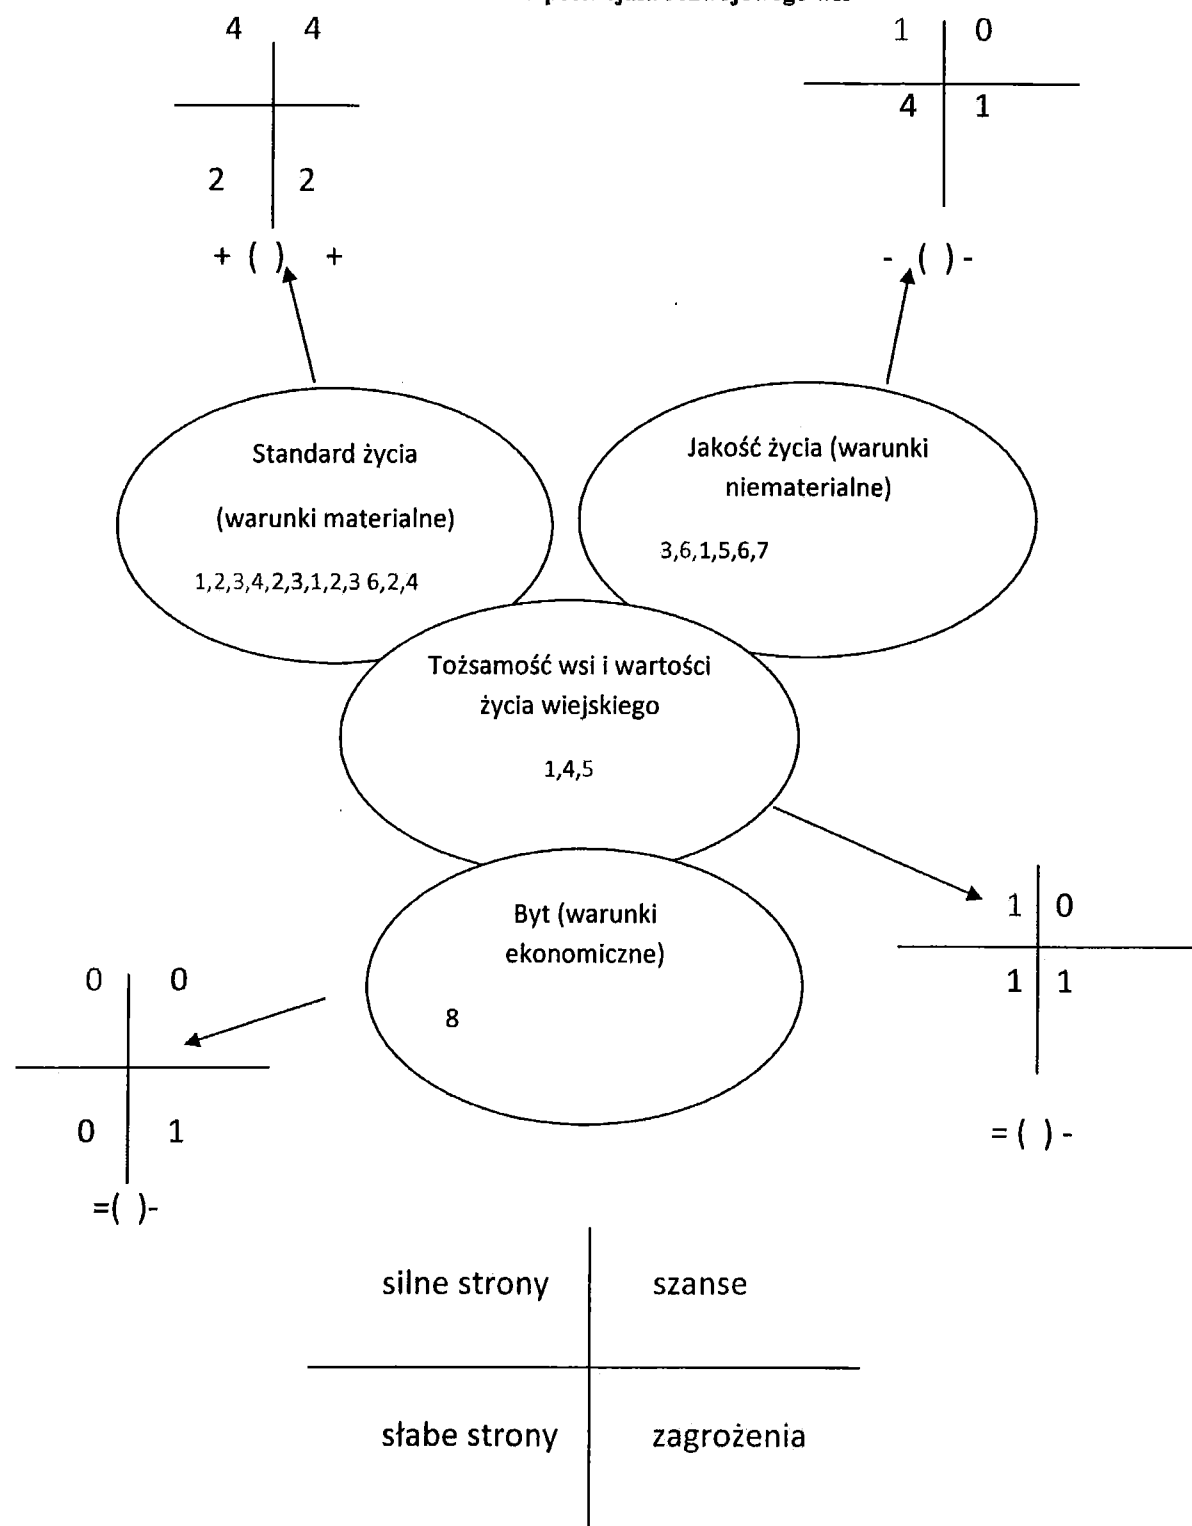 4 4
2 2
+ ( ) +
1 0
4 1
- ( ) -
Standard życia
(warunki materialne)
1,2,3,4,2,3,1,2,3 6,2,4
Jakość życia (warunki
niematerialne)
3,6,1,5,6,7
Tożsamość wsi i wartości
życia wiejskiego
1,4,5
Byt (warunki
ekonomiczne)
8
1 0
1 1
= ( ) -
0 0
0 1
=( )-
silne strony szanse
słabe strony zagrożenia